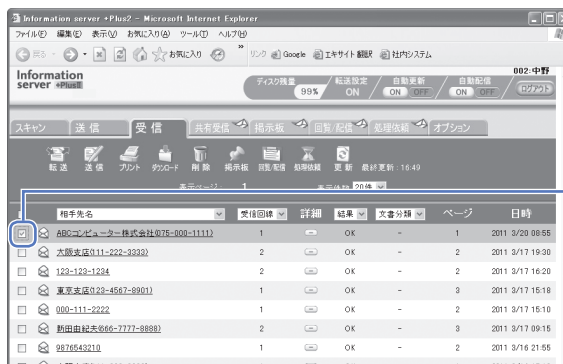 Information server +Plus2 - Microsoft Internet Explorer
ファイル(F) 編集(E) 表示(V) お気に入り(A) ツール(T) ヘルプ(H)
戻る お気に入り » リンク Google エキサイト翻訳 社内システム
Information server +PlusII
002:中野
ディスク残量 99% 転送設定 ON 自動更新 ON OFF 自動配信 ON OFF ログアウト
スキャン 送信 受信 共有受信 掲示板 回覧/配信 処理依頼 オプション
転送 送信 プリント ダウンロード 削除 掲示板 回覧/配信 処理依頼 更新 最終更新:16:49
表示ページ: 1 表示件数 20件
相手先名 受信回線 詳細 結果 文書分類 ページ 日時
ABCコンピューター株式会社(075-000-1111) 1 OK - 1 2011 3/20 08:55
大阪支店(111-222-3333) 2 OK - 2 2011 3/17 19:30
123-123-1234 2 OK - 2 2011 3/17 16:20
東京支店(123-4567-8901) 1 OK - 3 2011 3/17 15:18
000-111-2222 1 OK - 2 2011 3/17 15:10
新田由紀夫(666-7777-8888) 2 OK - 3 2011 3/17 09:15
9876543210 1 OK - 2 2011 3/16 21:55